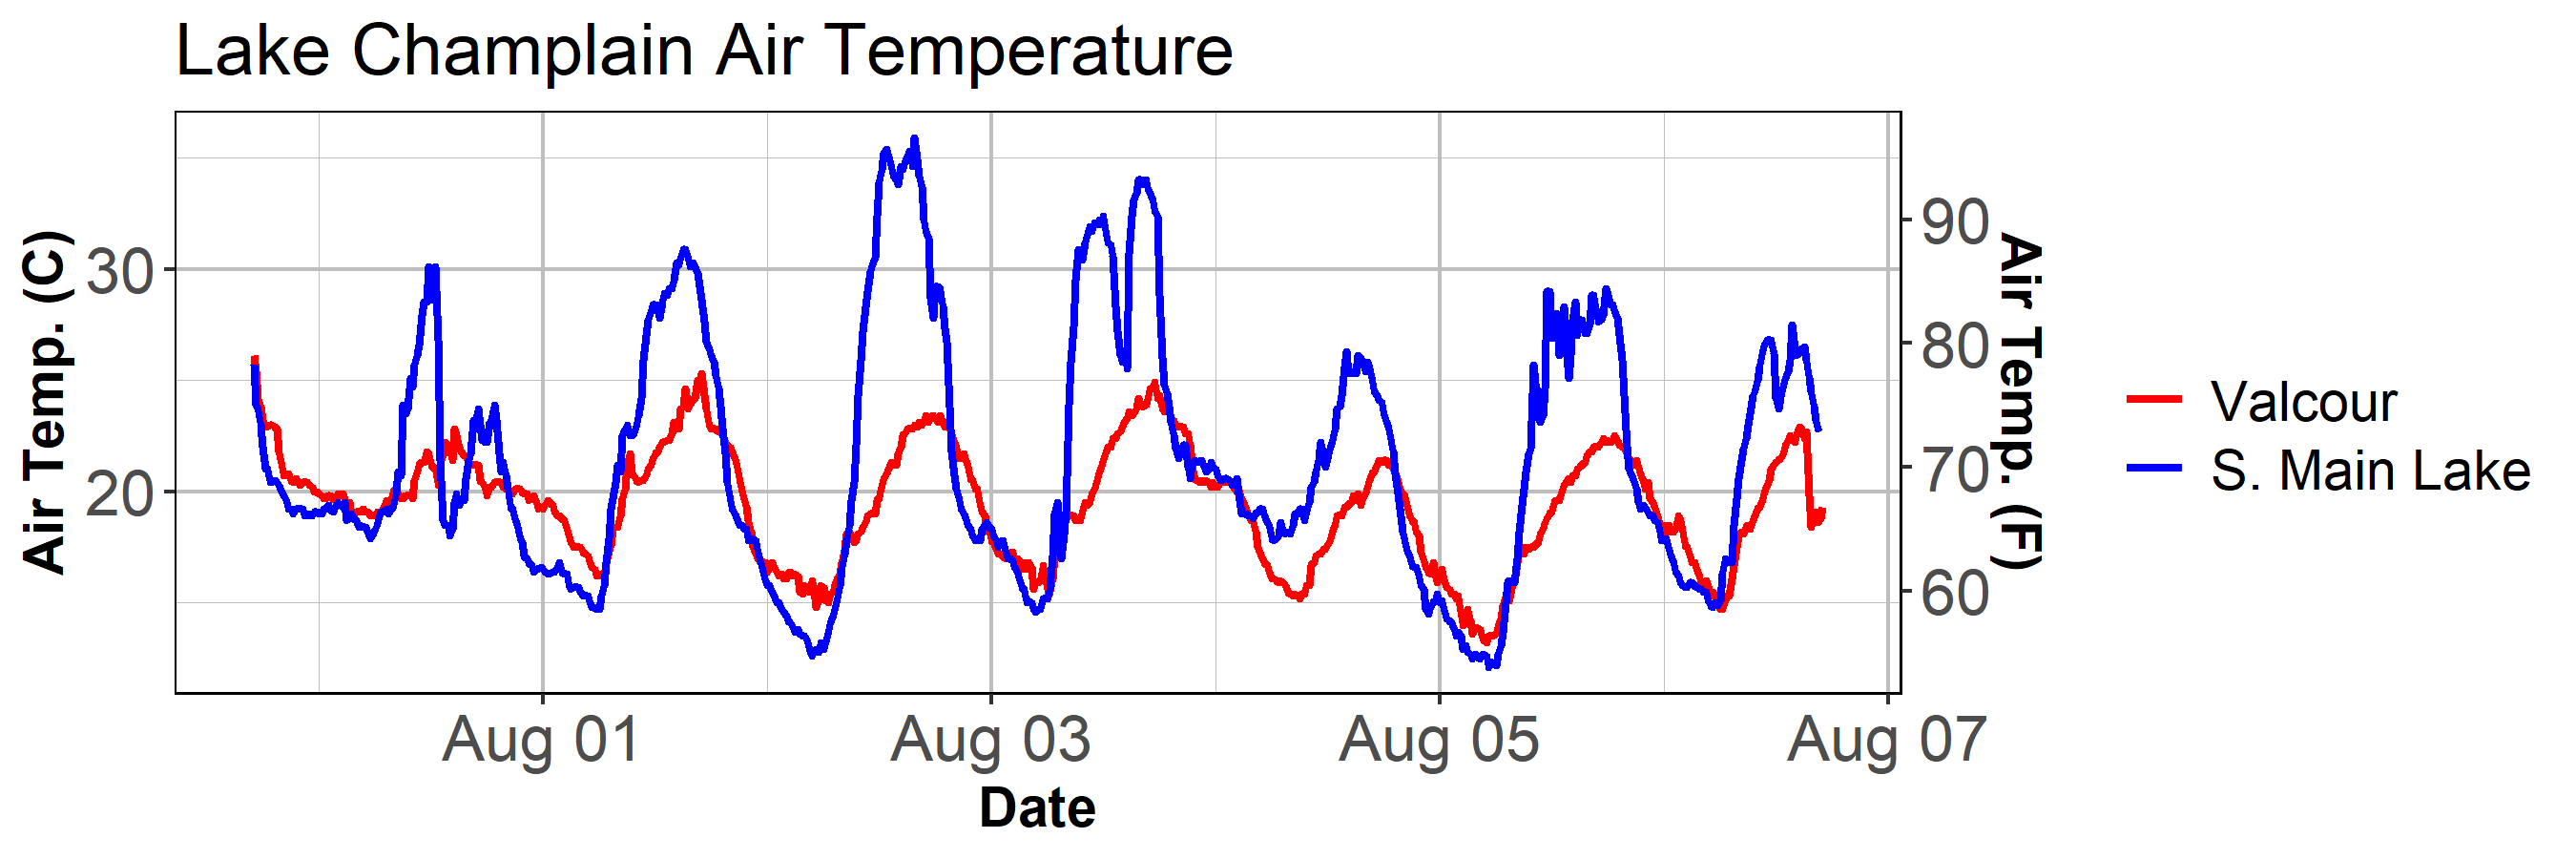 Lake Champlain Air Temperature
Air Temp. (C)
30
20
90
80
70
60
Air Temp. (F)
Valcour
S. Main Lake
Aug 01
Aug 03
Aug 05
Aug 07
Date